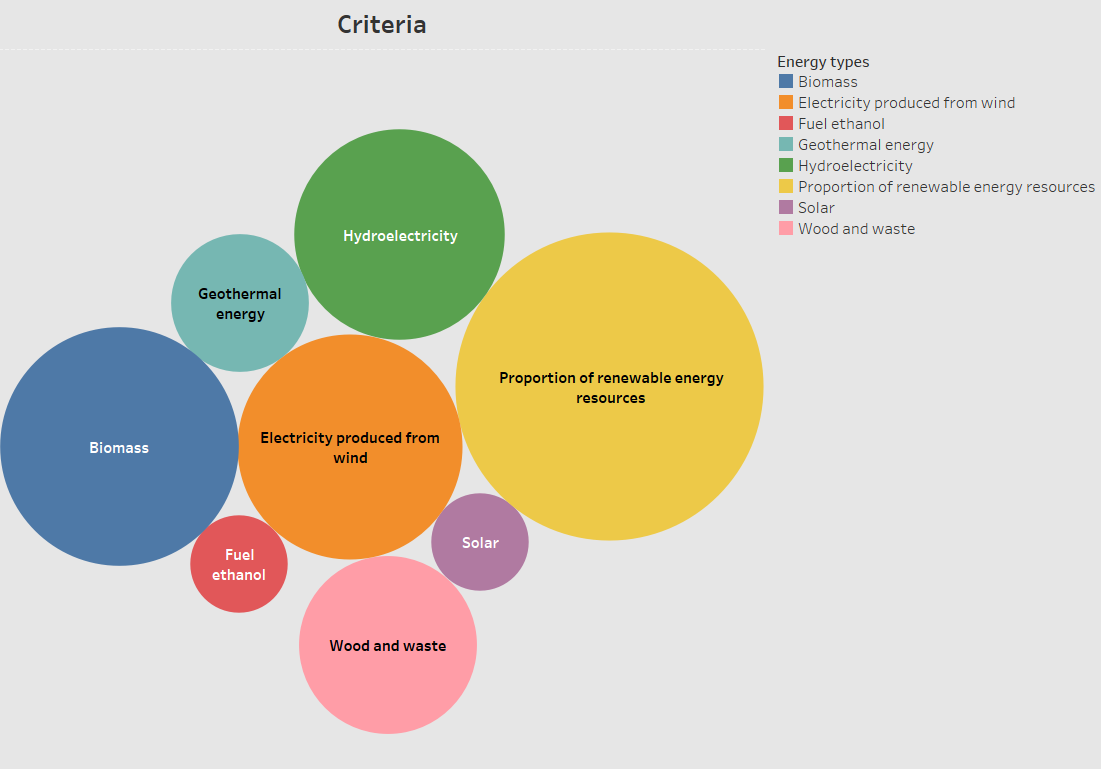 Criteria
Energy types
Biomass
Electricity produced from wind
Fuel ethanol
Geothermal energy
Hydroelectricity
Proportion of renewable energy resources
Solar
Wood and waste
Hydroelectricity
Geothermal
energy
Proportion of renewable energy
resources
Biomass
Electricity produced from
wind
Fuel
ethanol
Solar
Wood and waste